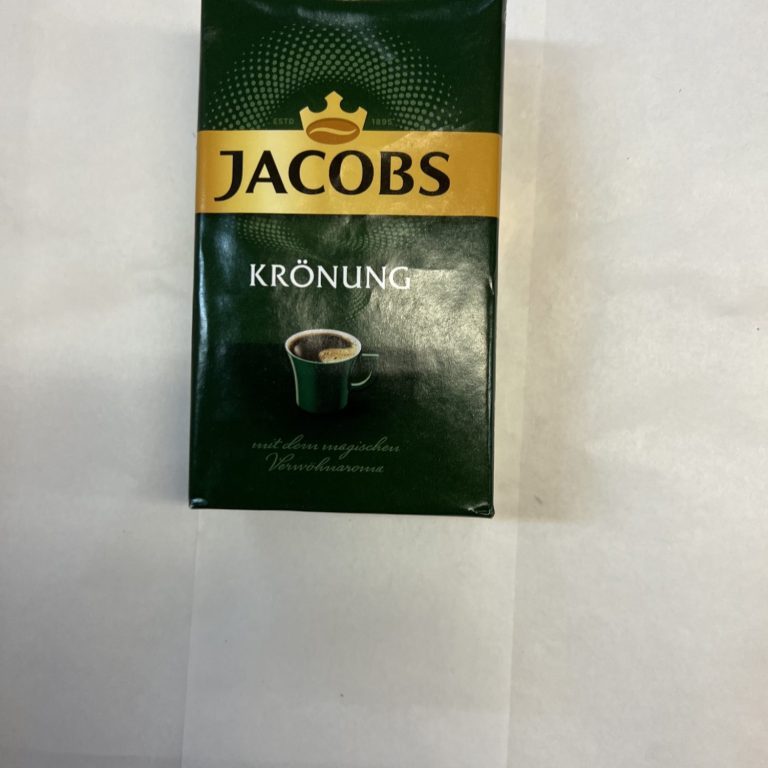 ESTD 1895
JACOBS
KRÖNUNG
mit dem magischen
Verwöhnaroma